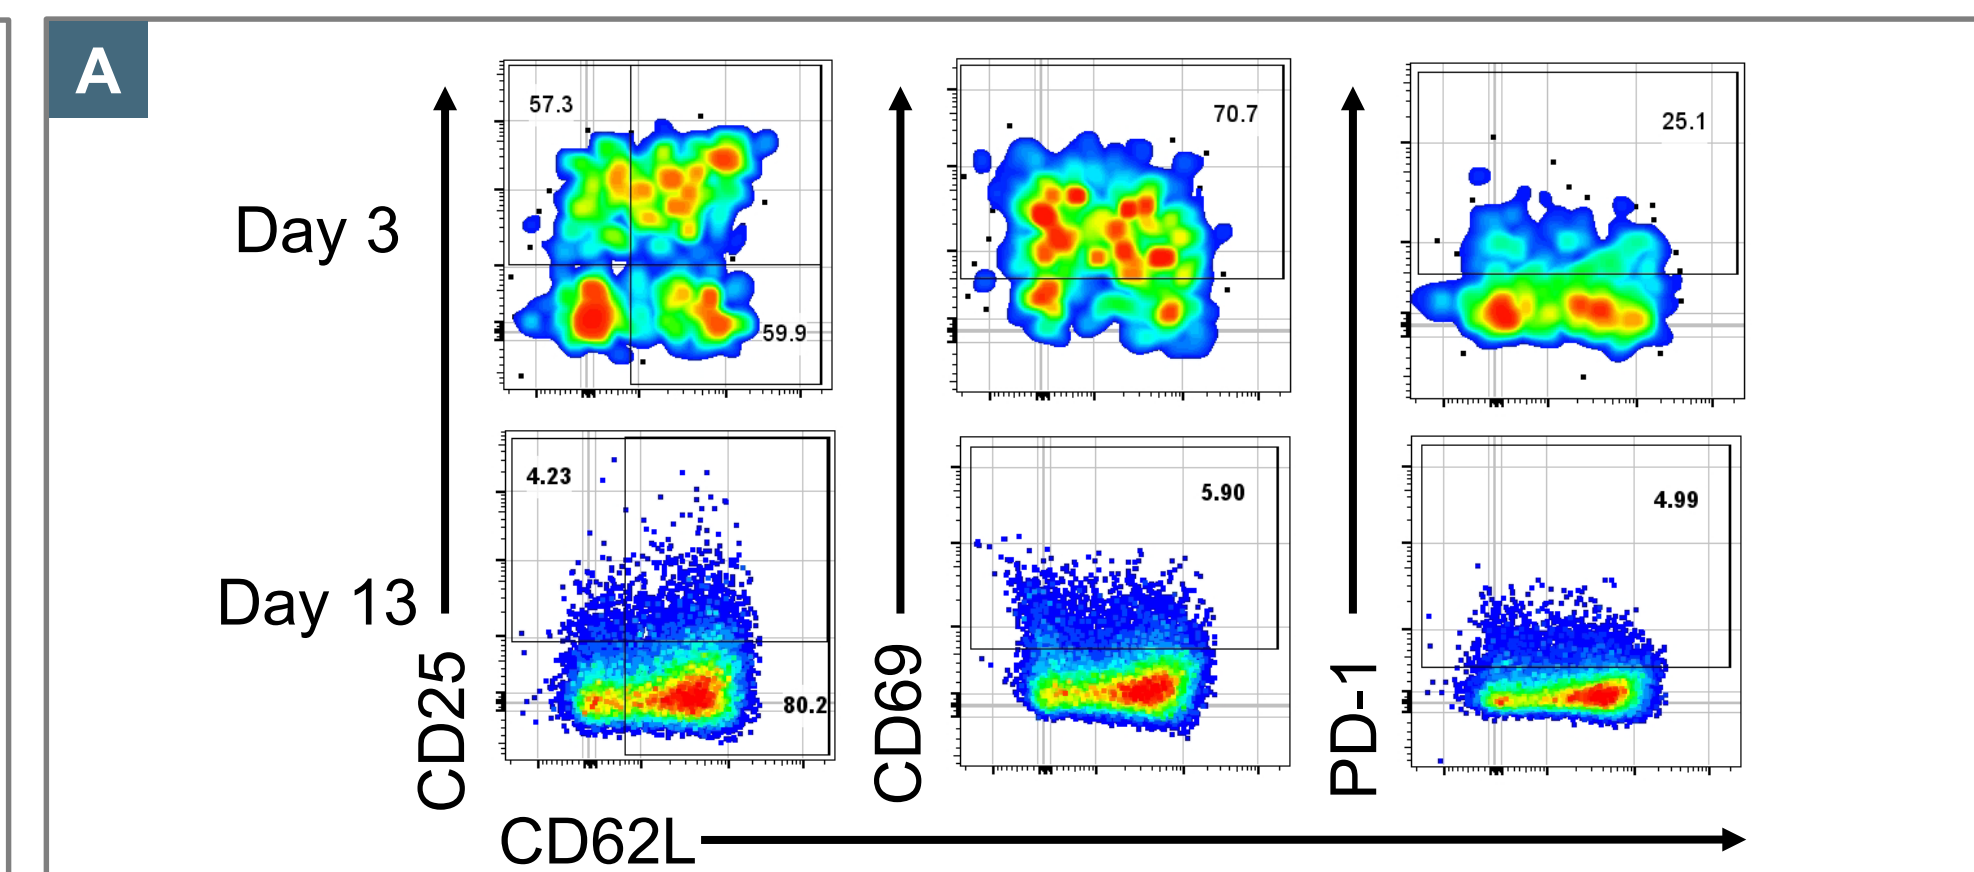 A
Day 3
57.3
59.9
70.7
25.1
Day 13
4.23
80.2
5.90
4.99
CD25
CD69
PD-1
CD62L